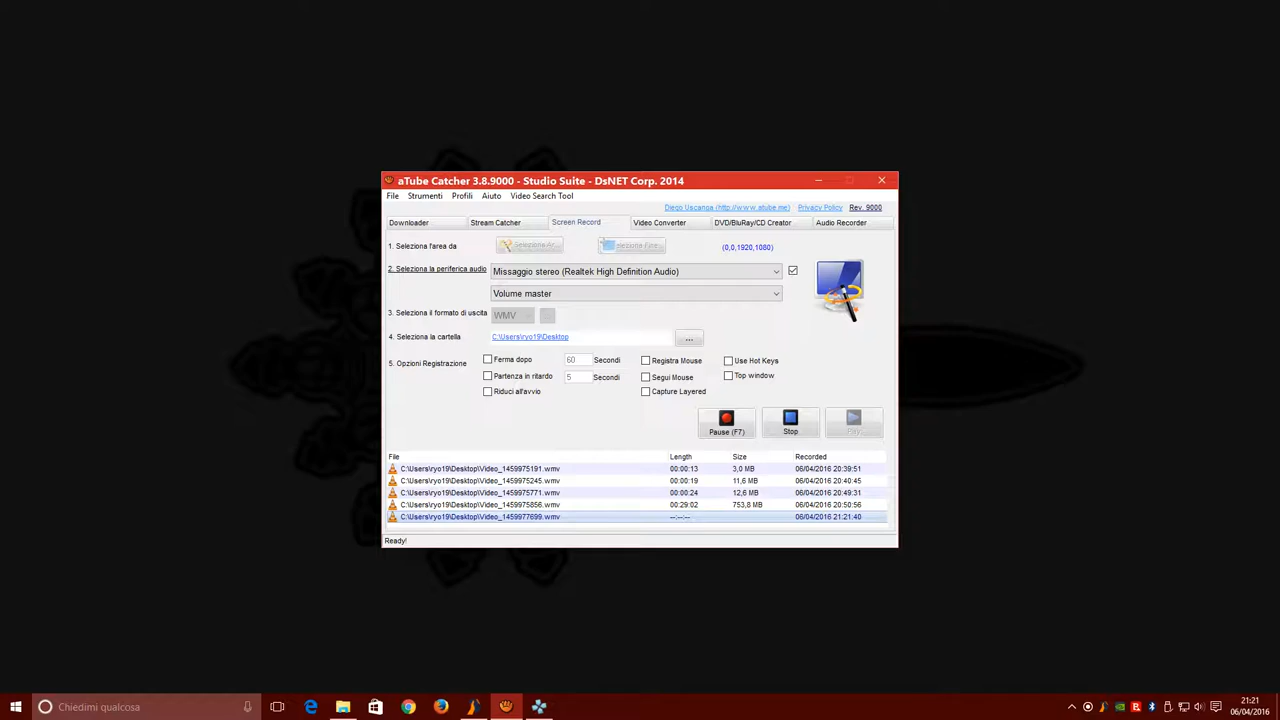 aTube Catcher 3.8.9000 - Studio Suite - DsNET Corp. 2014
File Strumenti Profili Aiuto Video Search Tool
Diego Uscanga (http://www.atube.me) Privacy Policy Rev. 9000
Downloader Stream Catcher Screen Record Video Converter DVD/BluRay/CD Creator Audio Recorder
1. Seleziona l'area da Seleziona Ar... (0,0,1920,1080)
2. Seleziona la periferica audio Missaggio stereo (Realtek High Definition Audio)
Volume master
3. Seleziona il formato di uscita WMV
4. Seleziona la cartella C:\Users\ryo19\Desktop ...
5. Opzioni Registrazione
Ferma dopo 60 Secondi Registra Mouse Use Hot Keys
Partenza in ritardo 5 Secondi Segui Mouse Top window
Riduci all'avvio Capture Layered
Pause (F7) Stop Play
File Length Size Recorded
C:\Users\ryo19\Desktop\Video_1459975191.wmv 00:00:13 3,0 MB 06/04/2016 20:39:51
C:\Users\ryo19\Desktop\Video_1459975245.wmv 00:00:19 11,6 MB 06/04/2016 20:40:45
C:\Users\ryo19\Desktop\Video_1459975771.wmv 00:00:24 12,6 MB 06/04/2016 20:49:31
C:\Users\ryo19\Desktop\Video_1459975856.wmv 00:29:02 753,8 MB 06/04/2016 20:50:56
C:\Users\ryo19\Desktop\Video_1459977699.wmv --:--:-- 06/04/2016 21:21:40
Ready!
Chiedimi qualcosa
21:21
06/04/2016